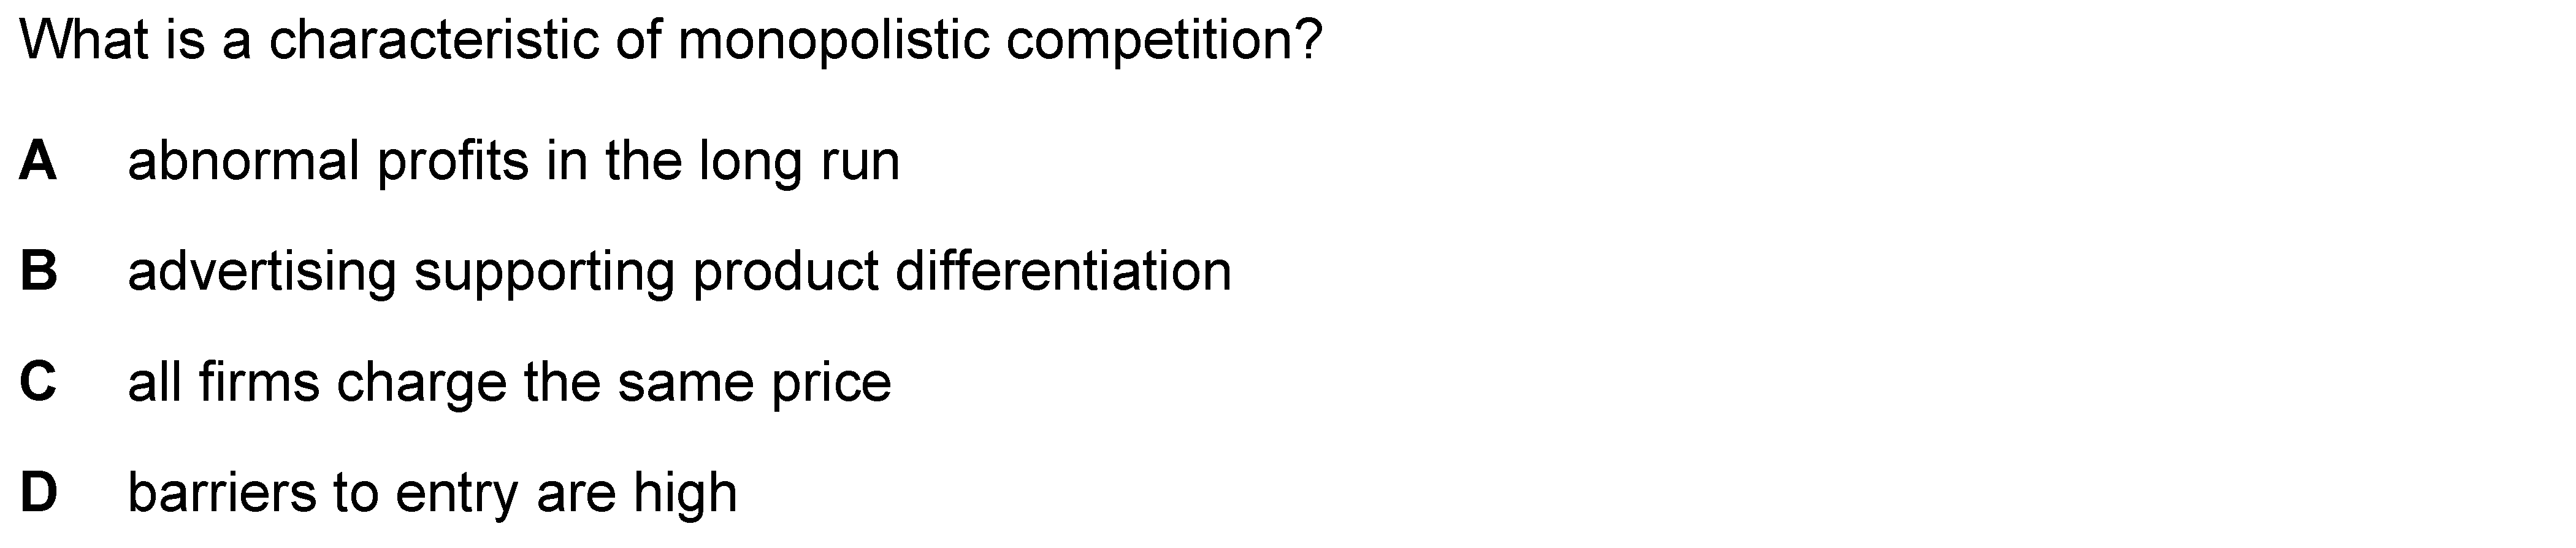 What is a characteristic of monopolistic competition?
A abnormal profits in the long run
B advertising supporting product differentiation
C all firms charge the same price
D barriers to entry are high